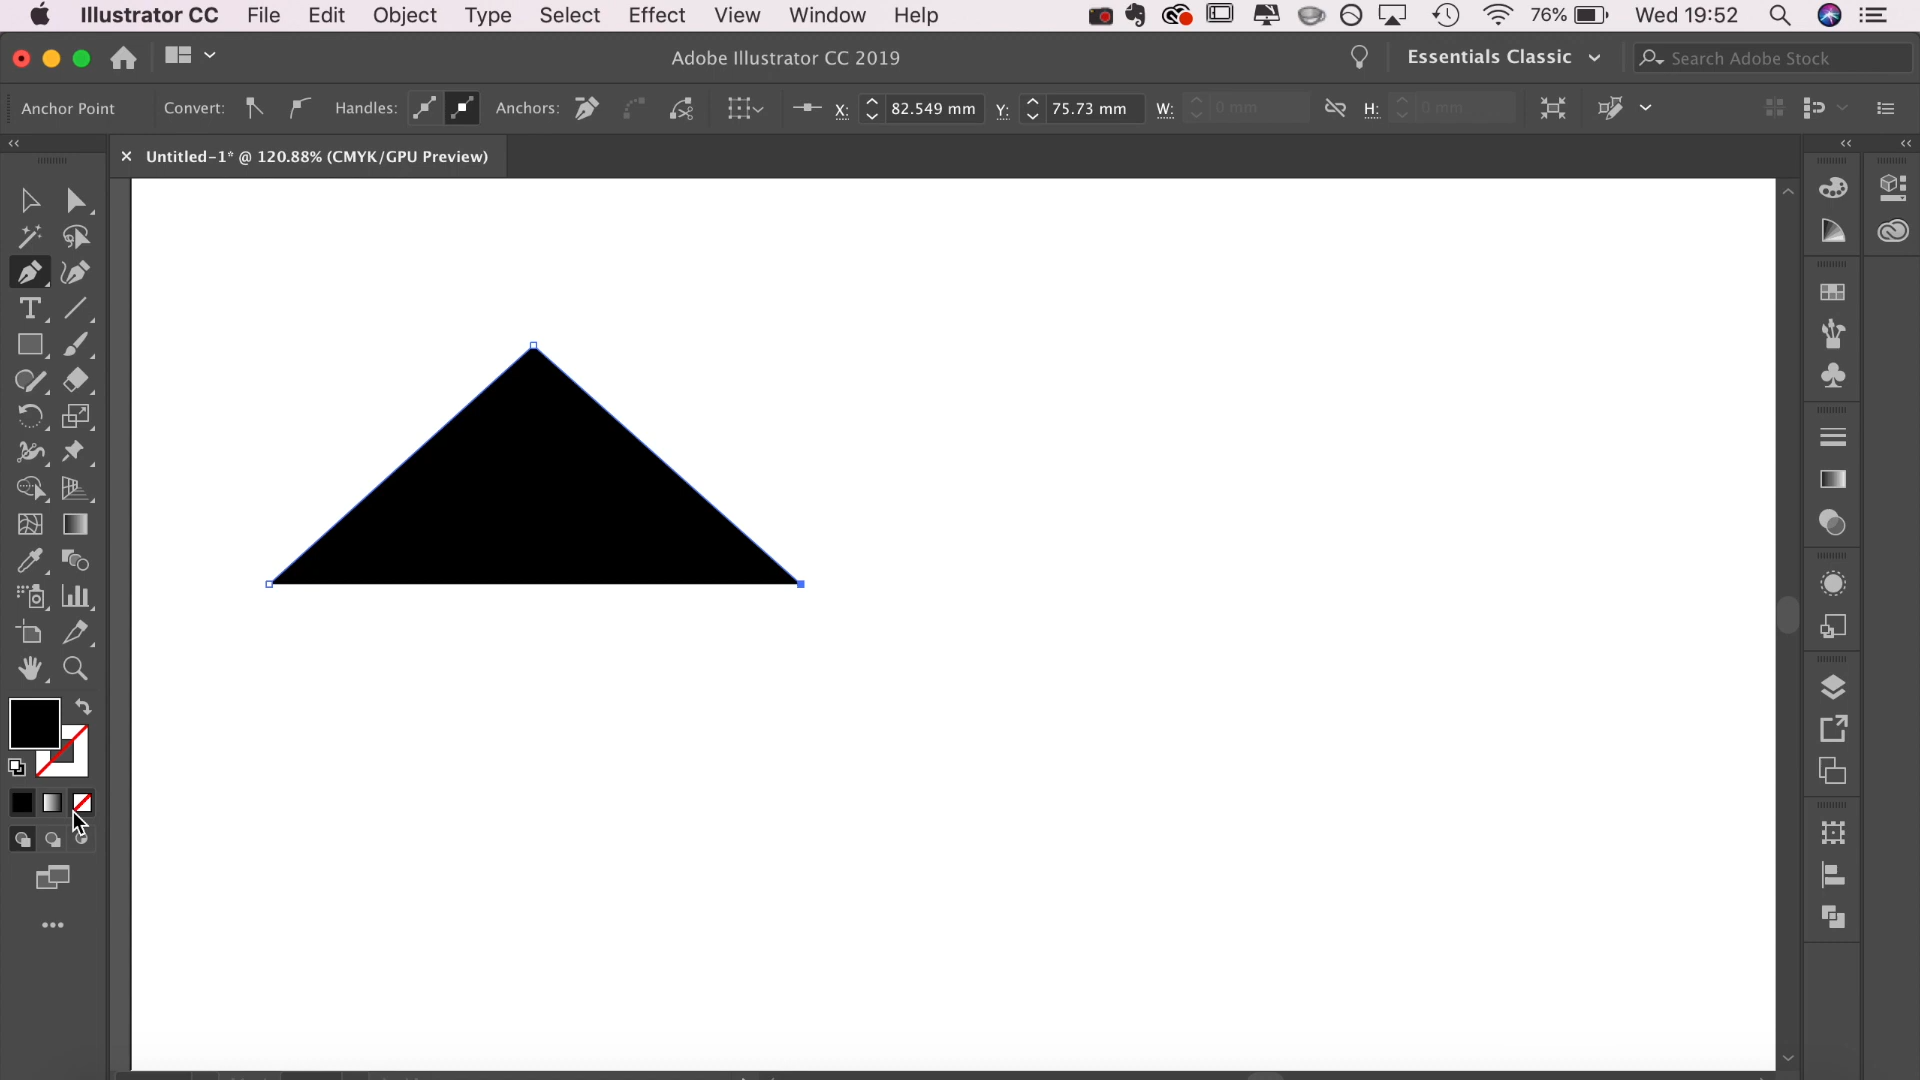 Illustrator CC File Edit Object Type Select Effect View Window Help 76% Wed 19:52
Adobe Illustrator CC 2019 Essentials Classic Search Adobe Stock
Anchor Point Convert: Handles: Anchors: X: 82.549 mm Y: 75.73 mm W: 0 mm H: 0 mm
Untitled-1* @ 120.88% (CMYK/GPU Preview)